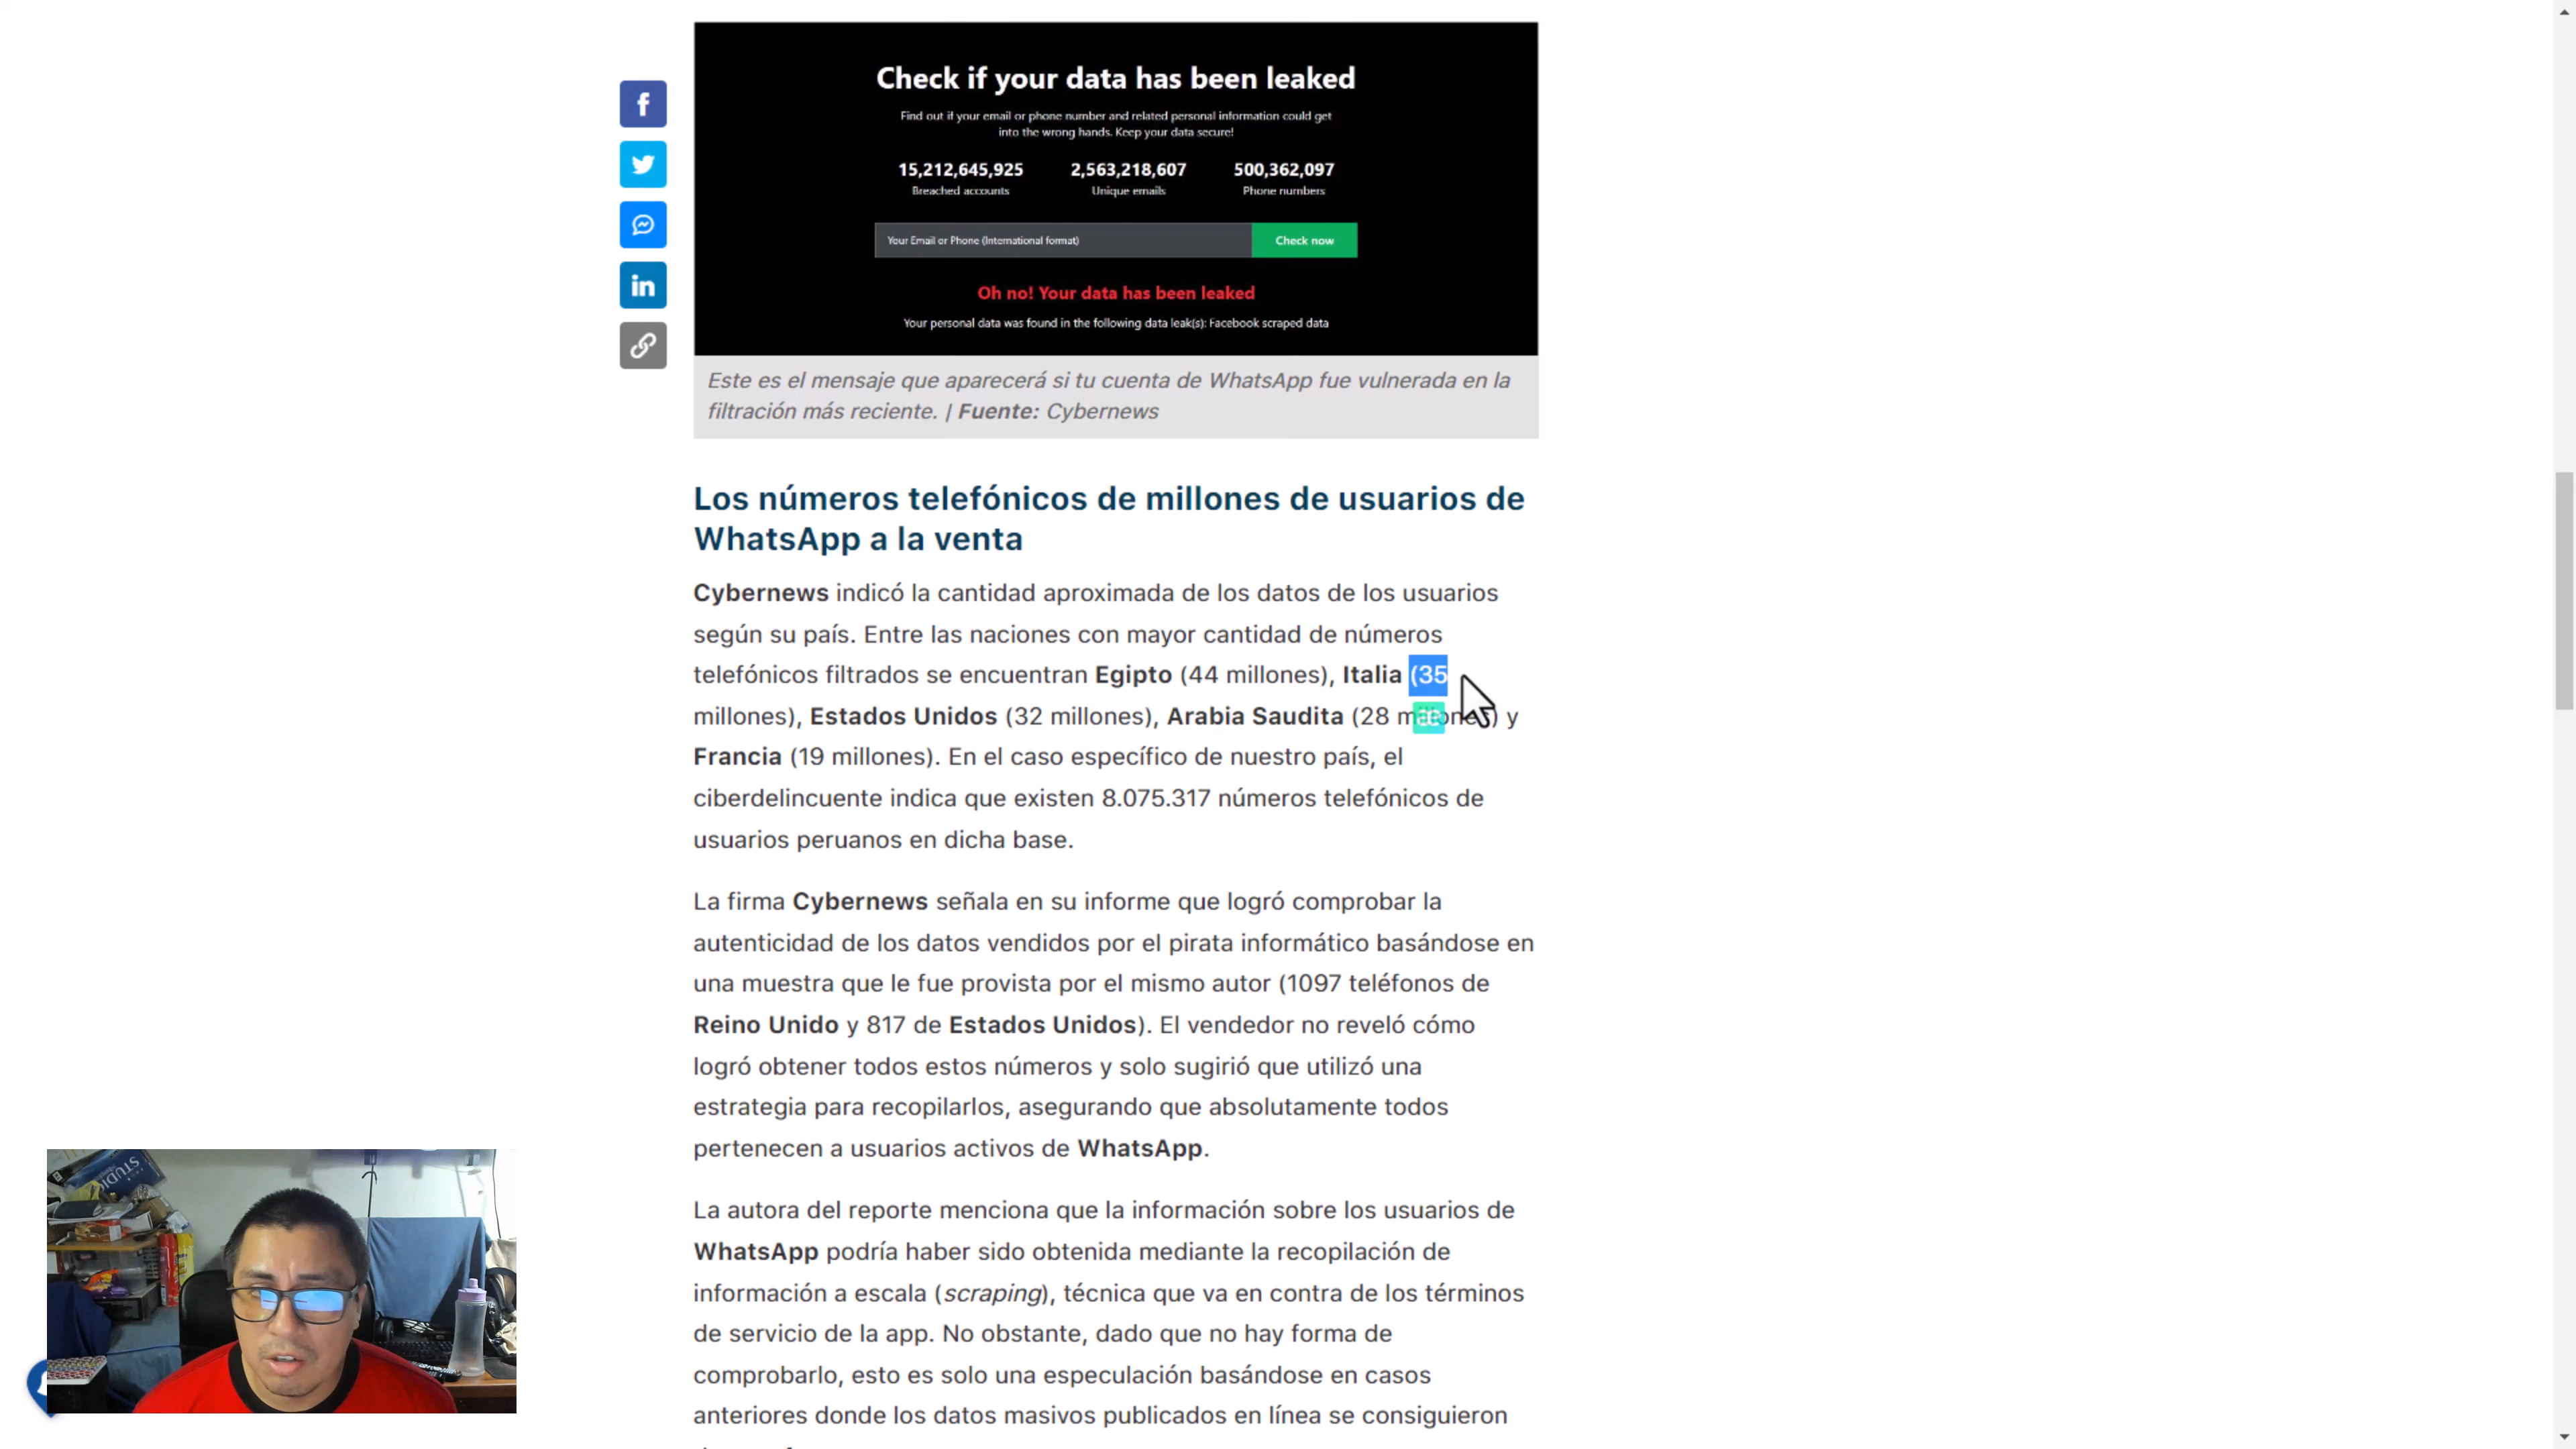 Check if your data has been leaked
Find out if your email or phone number and related personal information could get
into the wrong hands. Keep your data secure!
15,212,645,925 2,563,218,607 500,362,097
Breached accounts Unique emails Phone numbers
Your Email or Phone (International format) Check now
Oh no! Your data has been leaked
Your personal data was found in the following data leak(s): Facebook scraped data
Este es el mensaje que aparecerá si tu cuenta de WhatsApp fue vulnerada en la
filtración más reciente. | Fuente: Cybernews
Los números telefónicos de millones de usuarios de
WhatsApp a la venta
Cybernews indicó la cantidad aproximada de los datos de los usuarios
según su país. Entre las naciones con mayor cantidad de números
telefónicos filtrados se encuentran Egipto (44 millones), Italia (35
millones), Estados Unidos (32 millones), Arabia Saudita (28 y
Francia (19 millones). En el caso específico de nuestro país, el
ciberdelincuente indica que existen 8.075.317 números telefónicos de
usuarios peruanos en dicha base.
La firma Cybernews señala en su informe que logró comprobar la
autenticidad de los datos vendidos por el pirata informático basándose en
una muestra que le fue provista por el mismo autor (1097 teléfonos de
Reino Unido y 817 de Estados Unidos). El vendedor no reveló cómo
logró obtener todos estos números y solo sugirió que utilizó una
estrategia para recopilarlos, asegurando que absolutamente todos
pertenecen a usuarios activos de WhatsApp.
La autora del reporte menciona que la información sobre los usuarios de
WhatsApp podría haber sido obtenida mediante la recopilación de
información a escala (scraping), técnica que va en contra de los términos
de servicio de la app. No obstante, dado que no hay forma de
comprobarlo, esto es solo una especulación basándose en casos
anteriores donde los datos masivos publicados en línea se consiguieron
STUDIO